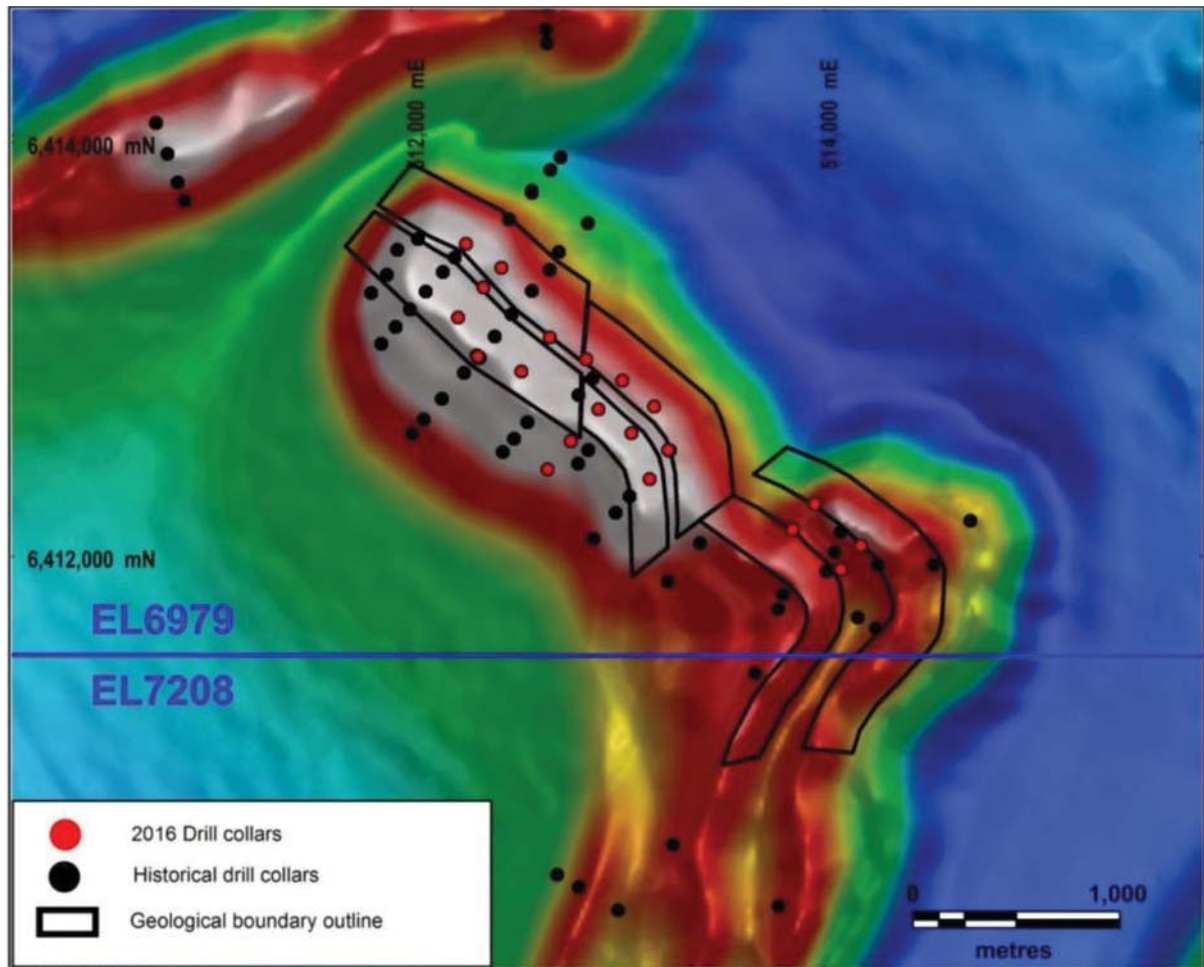 512,000 mE
514,000 mE
6,414,000 mN
6,412,000 mN
EL6979
EL7208
2016 Drill collars
Historical drill collars
Geological boundary outline
0 1,000
metres